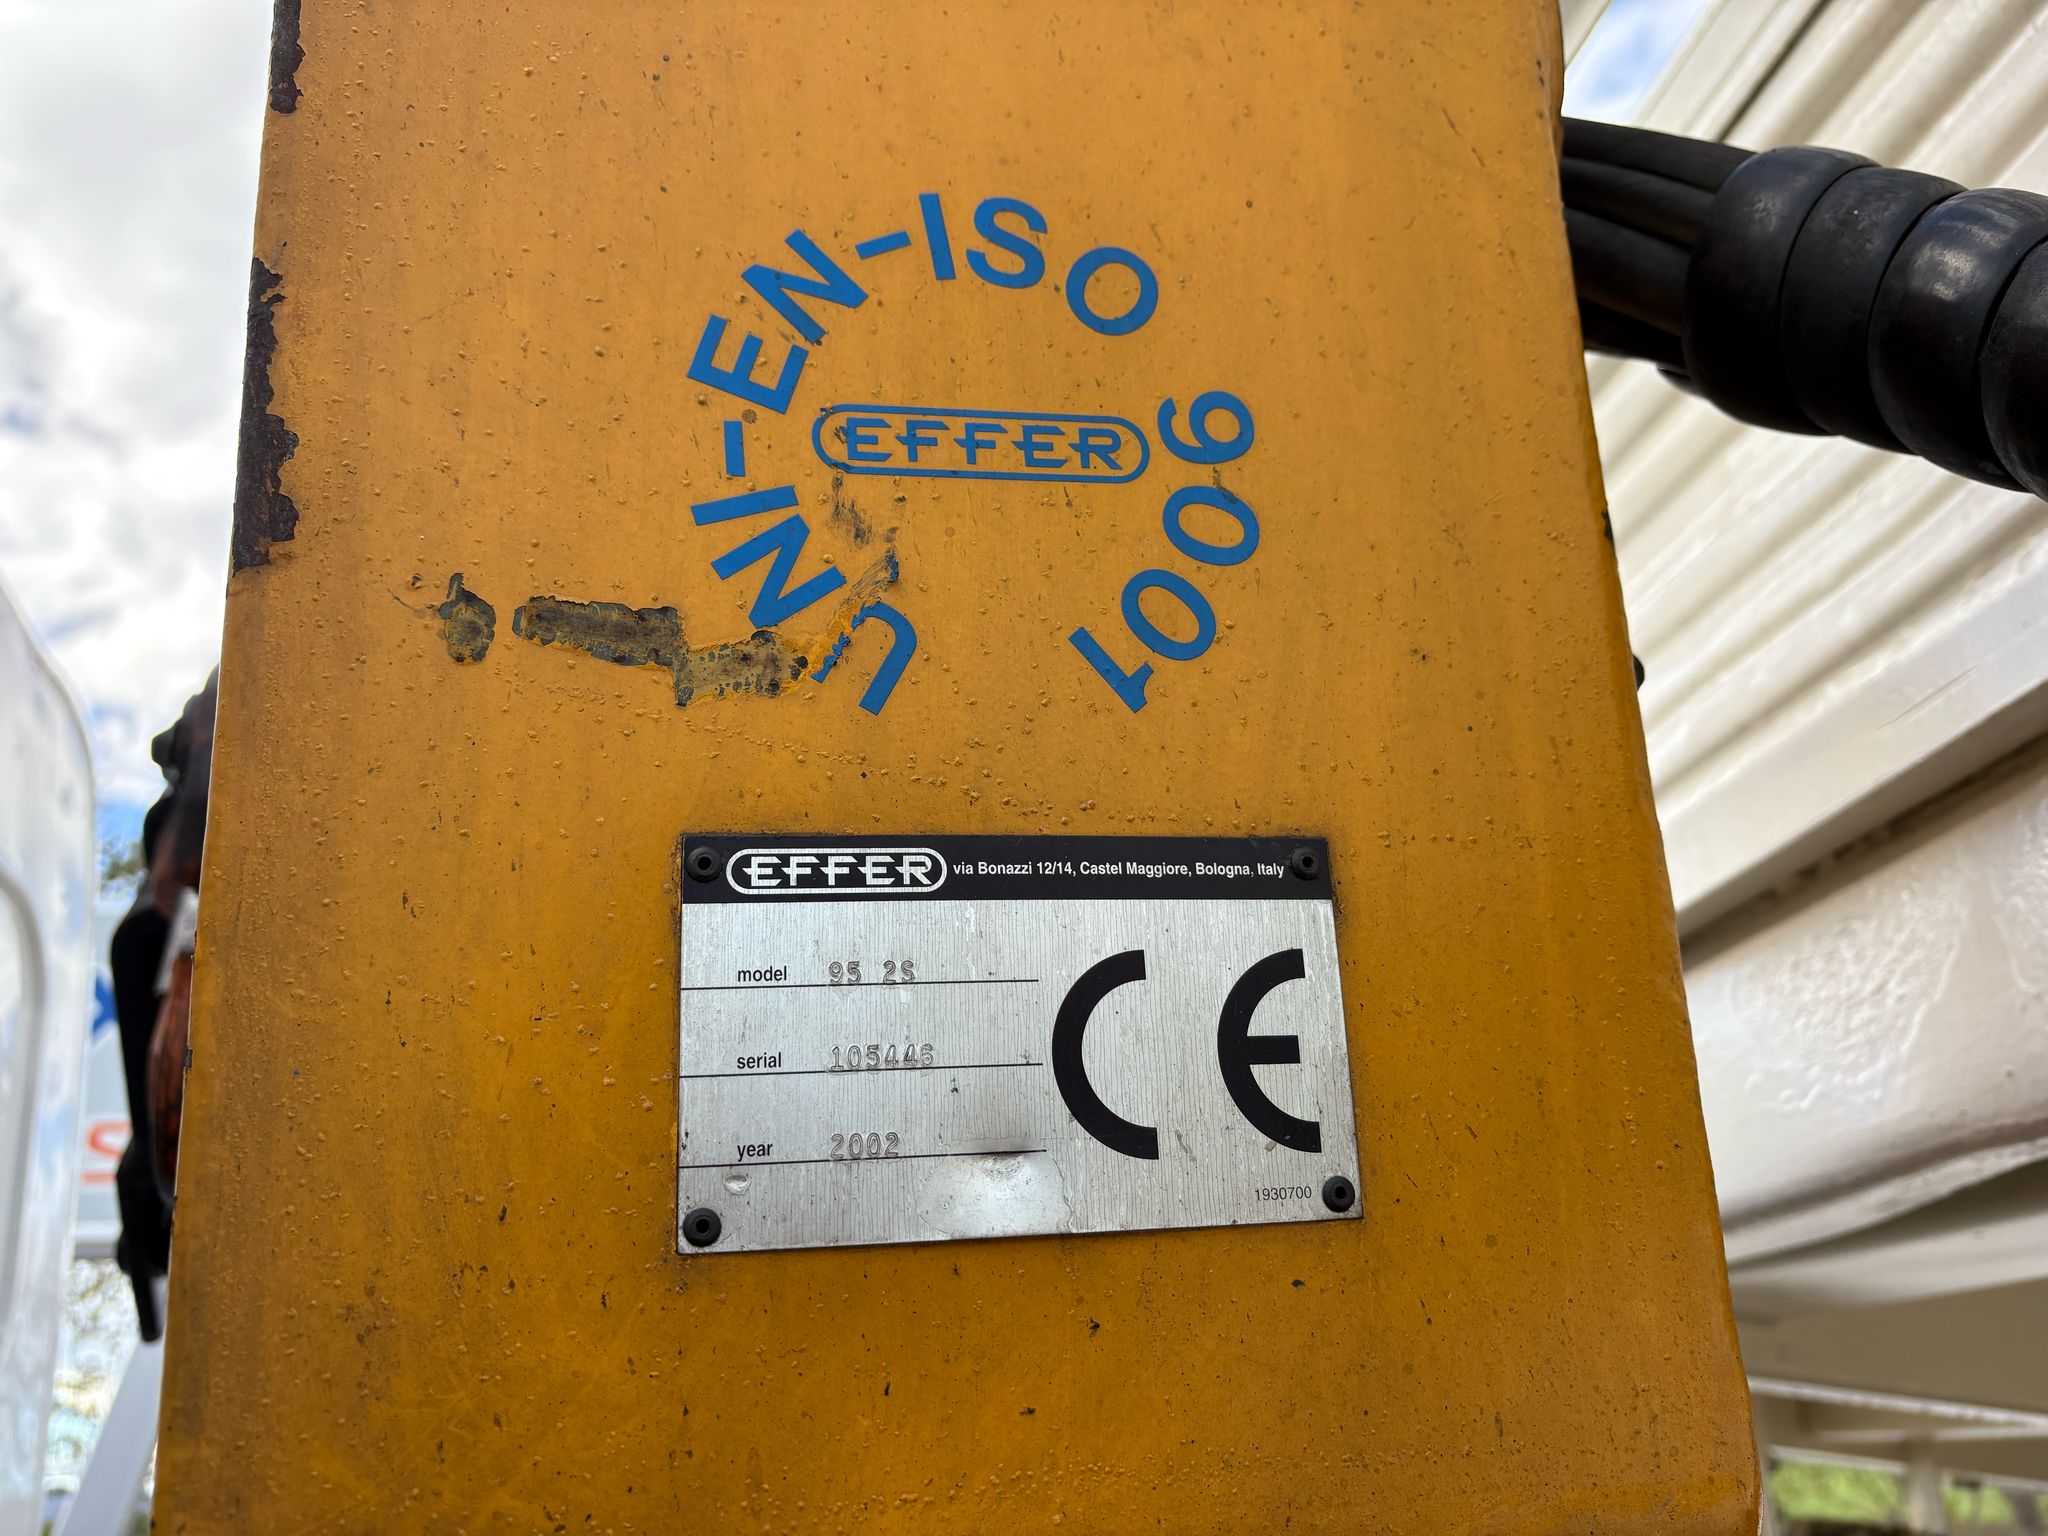 UNI-EN-ISO 9001
EFFER
EFFER via Bonazzi 12/14, Castel Maggiore, Bologna, Italy
model 95 2S
serial 105446
year 2002
CE
1930700
S